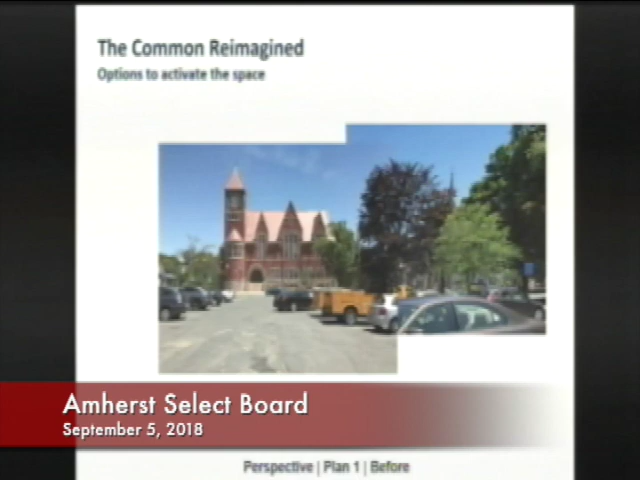 The Common Reimagined
Options to activate the space
Amherst Select Board
September 5, 2018
Perspective | Plan 1 | Before